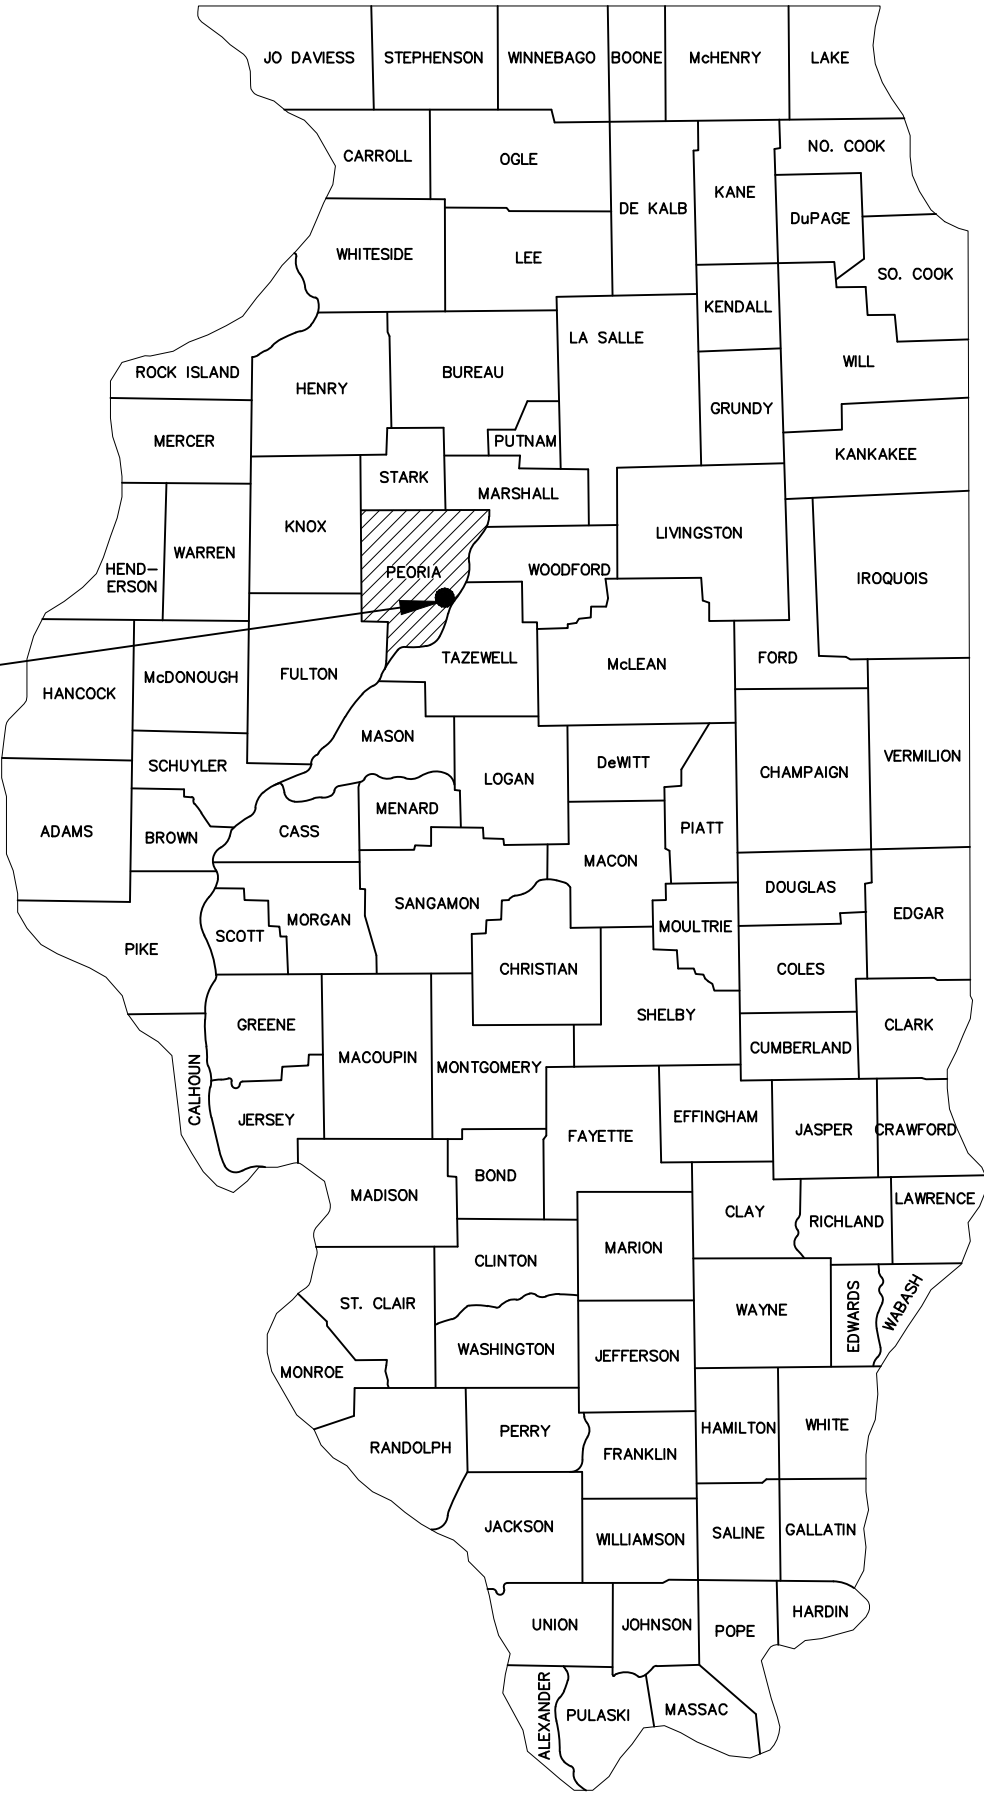 JO DAVIESS
STEPHENSON
WINNEBAGO
BOONE
McHENRY
LAKE
CARROLL
OGLE
DE KALB
KANE
NO. COOK
DuPAGE
WHITESIDE
LEE
SO. COOK
KENDALL
LA SALLE
ROCK ISLAND
HENRY
BUREAU
WILL
GRUNDY
MERCER
PUTNAM
KANKAKEE
STARK
MARSHALL
KNOX
WARREN
LIVINGSTON
HEND-
ERSON
PEORIA
WOODFORD
IROQUOIS
HANCOCK
McDONOUGH
FULTON
TAZEWELL
McLEAN
FORD
MASON
SCHUYLER
LOGAN
DeWITT
CHAMPAIGN
VERMILION
ADAMS
BROWN
CASS
MENARD
PIATT
MACON
DOUGLAS
PIKE
SCOTT
MORGAN
SANGAMON
MOULTRIE
EDGAR
CHRISTIAN
COLES
GREENE
SHELBY
CLARK
CALHOUN
MACOUPIN
MONTGOMERY
CUMBERLAND
JERSEY
FAYETTE
EFFINGHAM
JASPER
CRAWFORD
MADISON
BOND
CLAY
RICHLAND
LAWRENCE
CLINTON
MARION
ST. CLAIR
WAYNE
EDWARDS
WABASH
MONROE
WASHINGTON
JEFFERSON
RANDOLPH
PERRY
FRANKLIN
HAMILTON
WHITE
JACKSON
WILLIAMSON
SALINE
GALLATIN
UNION
JOHNSON
POPE
HARDIN
ALEXANDER
PULASKI
MASSAC